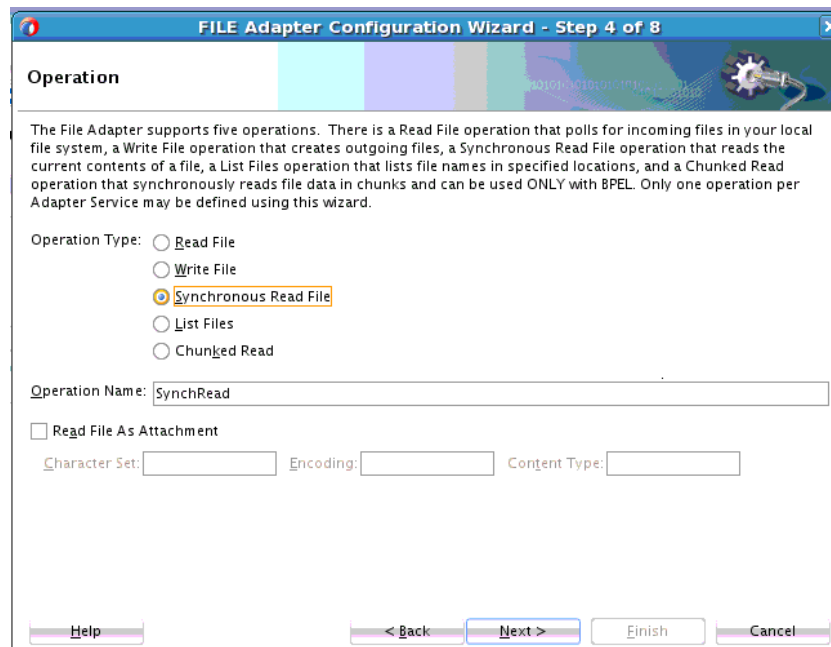 FILE Adapter Configuration Wizard - Step 4 of 8
Operation
The File Adapter supports five operations. There is a Read File operation that polls for incoming files in your local
file system, a Write File operation that creates outgoing files, a Synchronous Read File operation that reads the
current contents of a file, a List Files operation that lists file names in specified locations, and a Chunked Read
operation that synchronously reads file data in chunks and can be used ONLY with BPEL. Only one operation per
Adapter Service may be defined using this wizard.
Operation Type: Read File
Write File
Synchronous Read File
List Files
Chunked Read
Operation Name: SynchRead
Read File As Attachment
Character Set: Encoding: Content Type:
Help < Back Next > Finish Cancel